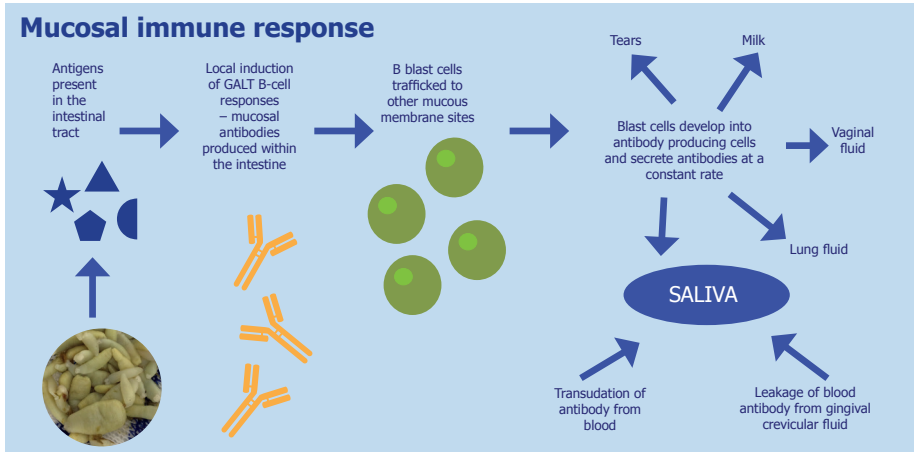 Mucosal immune response
Antigens
present
in the
intestinal
tract
Local induction
of GALT B-cell
responses
– mucosal
antibodies
produced within
the intestine
B blast cells
trafficked to
other mucous
membrane sites
Tears
Milk
Blast cells develop into
antibody producing cells
and secrete antibodies at a
constant rate
Vaginal
fluid
Lung fluid
SALIVA
Transudation of
antibody from
blood
Leakage of blood
antibody from gingival
crevicular fluid